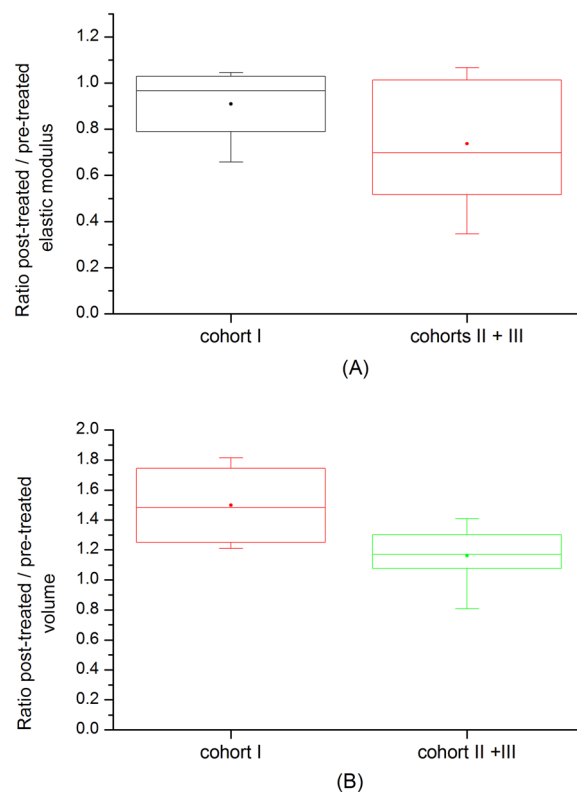 Ratio post-treated / pre-treated
elastic modulus
1.2
1.0
0.8
0.6
0.4
0.2
0.0
cohort I
cohorts II + III
(A)
Ratio post-treated / pre-treated
volume
2.0
1.8
1.6
1.4
1.2
1.0
0.8
0.6
0.4
0.2
0.0
cohort I
cohort II +III
(B)